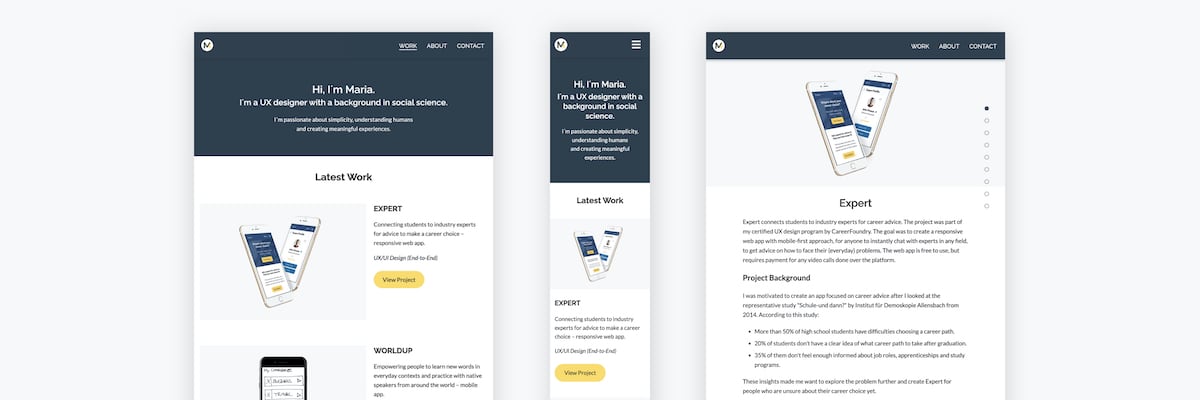 WORK ABOUT CONTACT
Hi, I´m Maria.
I´m a UX designer with a background in social science.
I´m passionate about simplicity, understanding humans
and creating meaningful experiences.
Latest Work
EXPERT
Connecting students to industry experts
for advice to make a career choice –
responsive web app.
UX/UI Design (End-to-End)
View Project
WORLDUP
Empowering people to learn new words in
everyday contexts and practice with native
speakers from around the world – mobile
app.
Hi, I´m Maria.
I´m a UX designer with a
background in social
science.
I´m passionate about simplicity,
understanding humans
and creating meaningful
experiences.
Latest Work
EXPERT
Connecting students to industry
experts for advice to make a career
choice – responsive web app.
UX/UI Design (End-to-End)
View Project
WORK ABOUT CONTACT
Expert
Expert connects students to industry experts for career advice. The project was part of
my certified UX design program by CareerFoundry. The goal was to create a responsive
web app with mobile-first approach, for anyone to instantly chat with experts in any field,
to get advice on how to face their (everyday) problems. The web app is free to use, but
requires payment for any video calls done over the platform.
Project Background
I was motivated to create an app focused on career advice after I looked at the
representative study "Schule-und dann?" by Institut für Demoskopie Allensbach from
2014. According to this study:
• More than 50% of high school students have difficulties choosing a career path.
• 20% of students don't have a clear idea of what career path to take after graduation.
• 35% of them don't feel enough informed about job roles, apprenticeships and study
programs.
These insights made me want to explore the problem further and create Expert for
people who are unsure about their career choice yet.